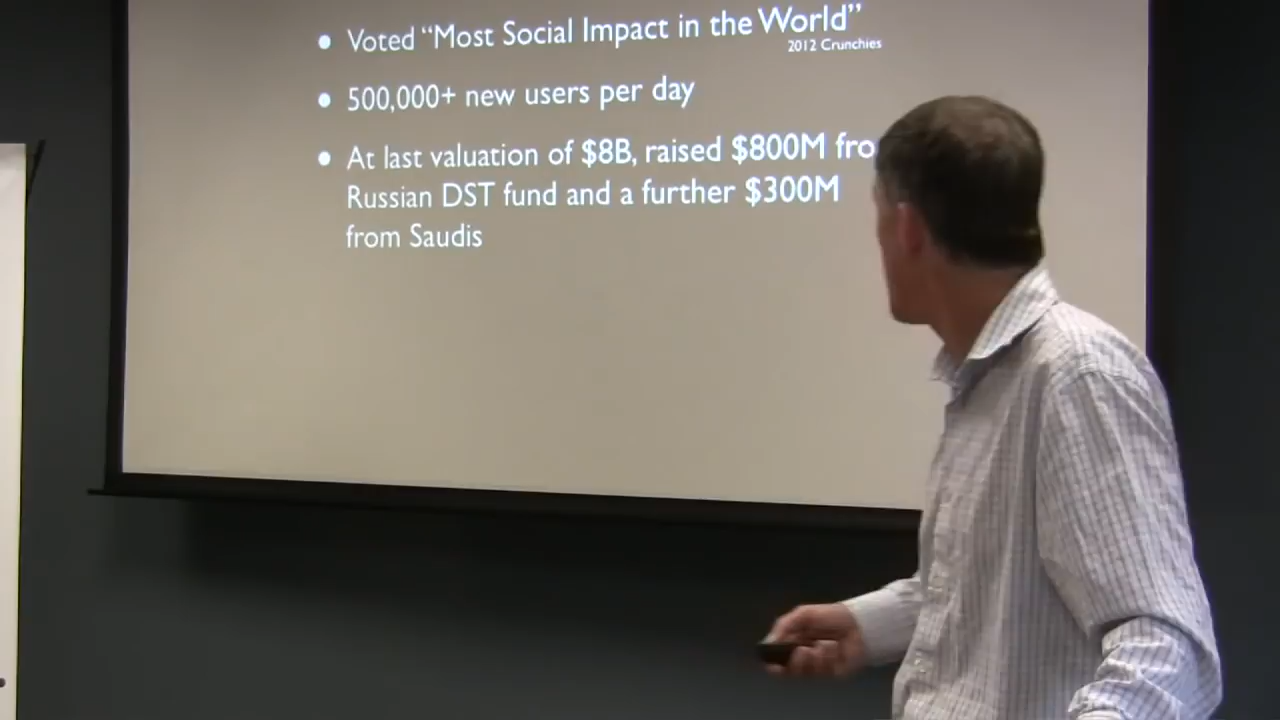 Voted “Most Social Impact in the World”
2012 Crunchies
500,000+ new users per day
At last valuation of $8B, raised $800M fro
Russian DST fund and a further $300M
from Saudis